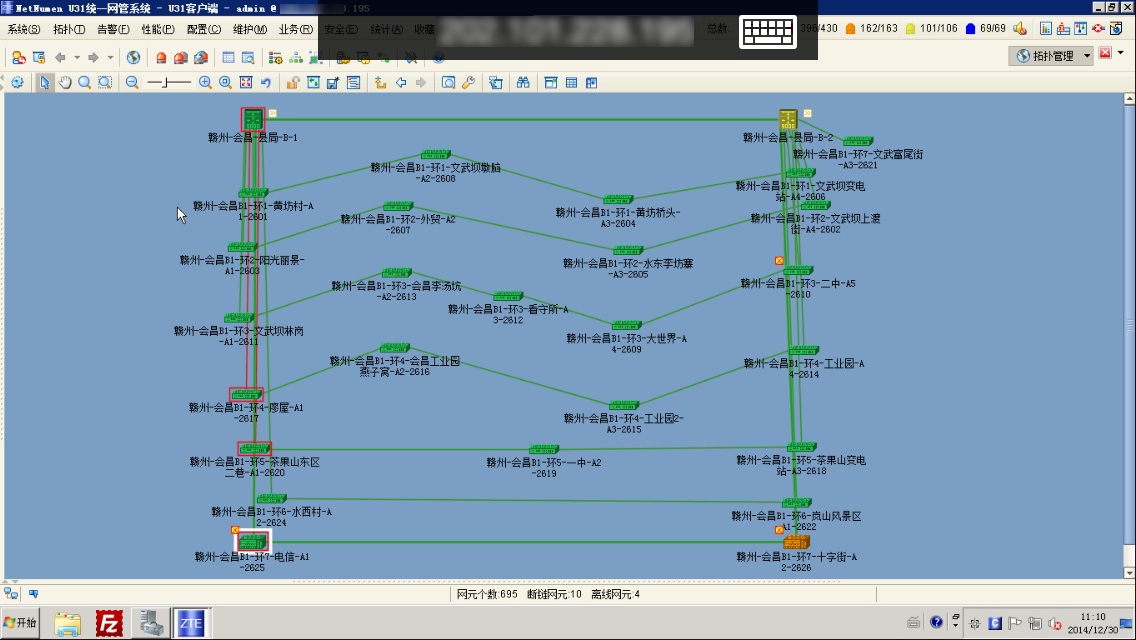 NetNumen U31统一网管系统 - U31客户端 - admin @
.195
系统(S) 拓扑(T) 告警(F) 性能(P) 配置(C) 维护(M) 业务(R) 安全(E) 统计(A) 收藏
总数: 396/430 162/163 101/106 69/69
拓扑管理
赣州-会昌-县局-B-1
赣州-会昌-县局-B-2
赣州-会昌B1-环7-文武富尾街
-A3-2621
赣州-会昌B1-环1-文武坝墩脑
-A2-2608
赣州-会昌B1-环1-文武坝变电
站-A4-2606
赣州-会昌B1-环1-黄坊村-A
1-2601
赣州-会昌B1-环1-黄坊桥头-
A3-2604
赣州-会昌B1-环2-外贸-A2
-2607
赣州-会昌B1-环2-文武坝上渡
街-A4-2602
赣州-会昌B1-环2-阳光丽景-
A1-2603
赣州-会昌B1-环2-水东李坊寨
-A3-2605
赣州-会昌B1-环3-会昌李汤坑
-A2-2613
赣州-会昌B1-环3-二中-A5
-2610
赣州-会昌B1-环3-看守所-A
3-2612
赣州-会昌B1-环3-文武坝林岗
-A1-2611
赣州-会昌B1-环3-大世界-A
4-2609
赣州-会昌B1-环4-会昌工业园
燕子窝-A2-2616
赣州-会昌B1-环4-工业园-A
4-2614
赣州-会昌B1-环4-廖屋-A1
-2617
赣州-会昌B1-环4-工业园2-
A3-2615
赣州-会昌B1-环5-茶果山东区
二巷-A1-2620
赣州-会昌B1-环5-一中-A2
-2619
赣州-会昌B1-环5-茶果山变电
站-A3-2618
赣州-会昌B1-环6-水西村-A
2-2624
赣州-会昌B1-环6-岚山风景区
A1-2622
赣州-会昌B1-环7-电信-A1
-2625
赣州-会昌B1-环7-十字街-A
2-2626
网元个数:695 断链网元:10 离线网元:4
开始
ZTE
11:10
2014/12/30